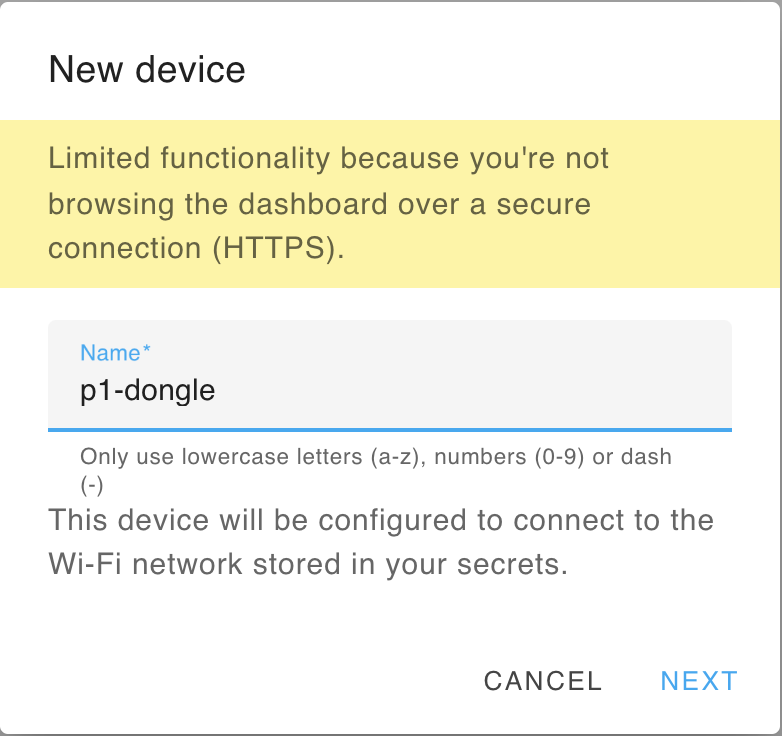 New device
Limited functionality because you're not
browsing the dashboard over a secure
connection (HTTPS).
Name*
p1-dongle
Only use lowercase letters (a-z), numbers (0-9) or dash
(-)
This device will be configured to connect to the
Wi-Fi network stored in your secrets.
CANCEL NEXT